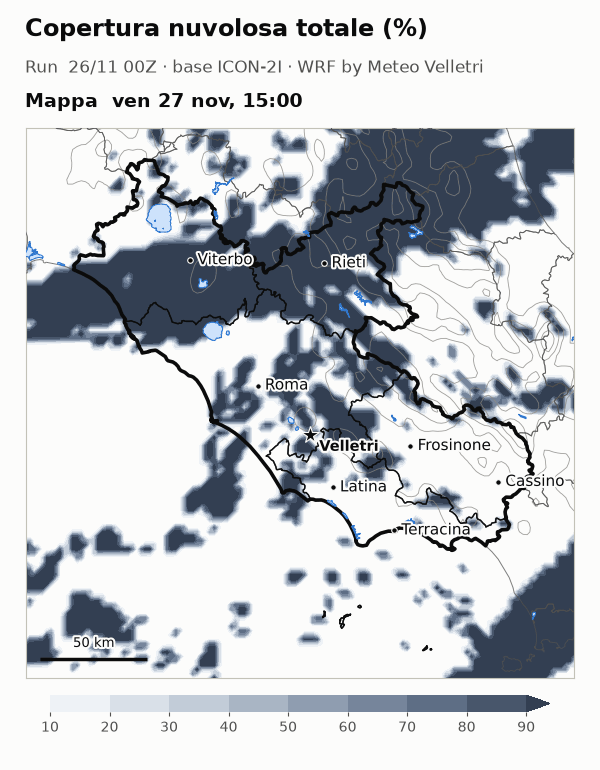 Copertura nuvolosa totale (%)
Run 26/11 00Z · base ICON-2I · WRF by Meteo Velletri
Mappa ven 27 nov, 15:00
Viterbo
Rieti
Roma
Velletri
Frosinone
Latina
Cassino
Terracina
50 km
10 20 30 40 50 60 70 80 90